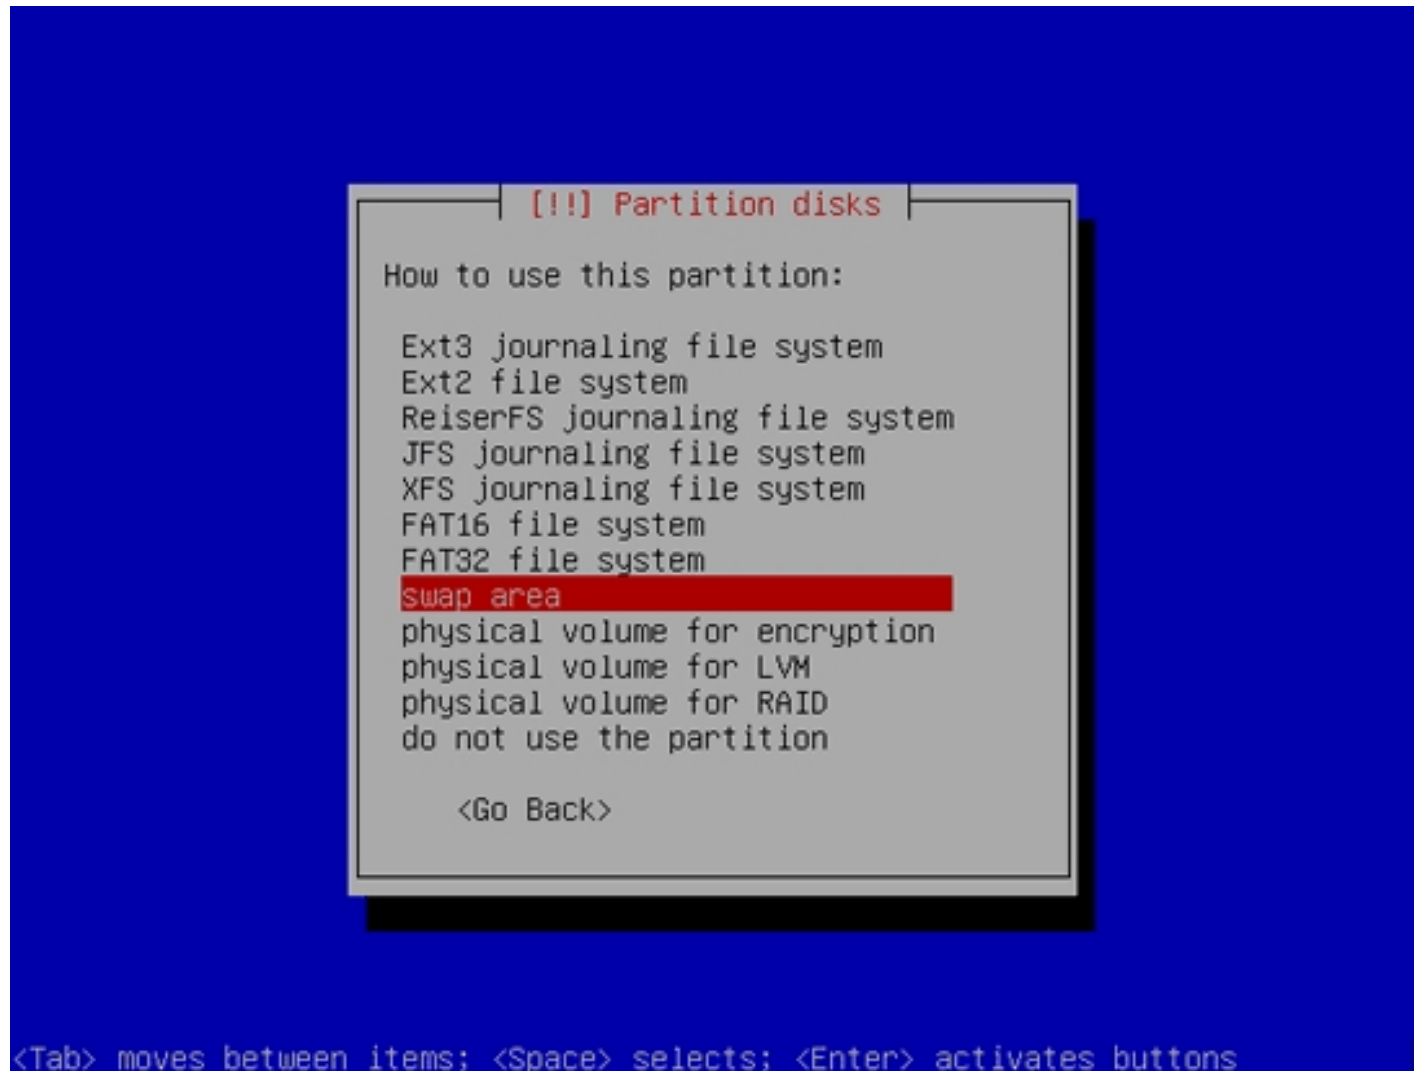 [!!] Partition disks
How to use this partition:
Ext3 journaling file system
Ext2 file system
ReiserFS journaling file system
JFS journaling file system
XFS journaling file system
FAT16 file system
FAT32 file system
swap area
physical volume for encryption
physical volume for LVM
physical volume for RAID
do not use the partition
<Go Back>
<Tab> moves between items; <Space> selects; <Enter> activates buttons